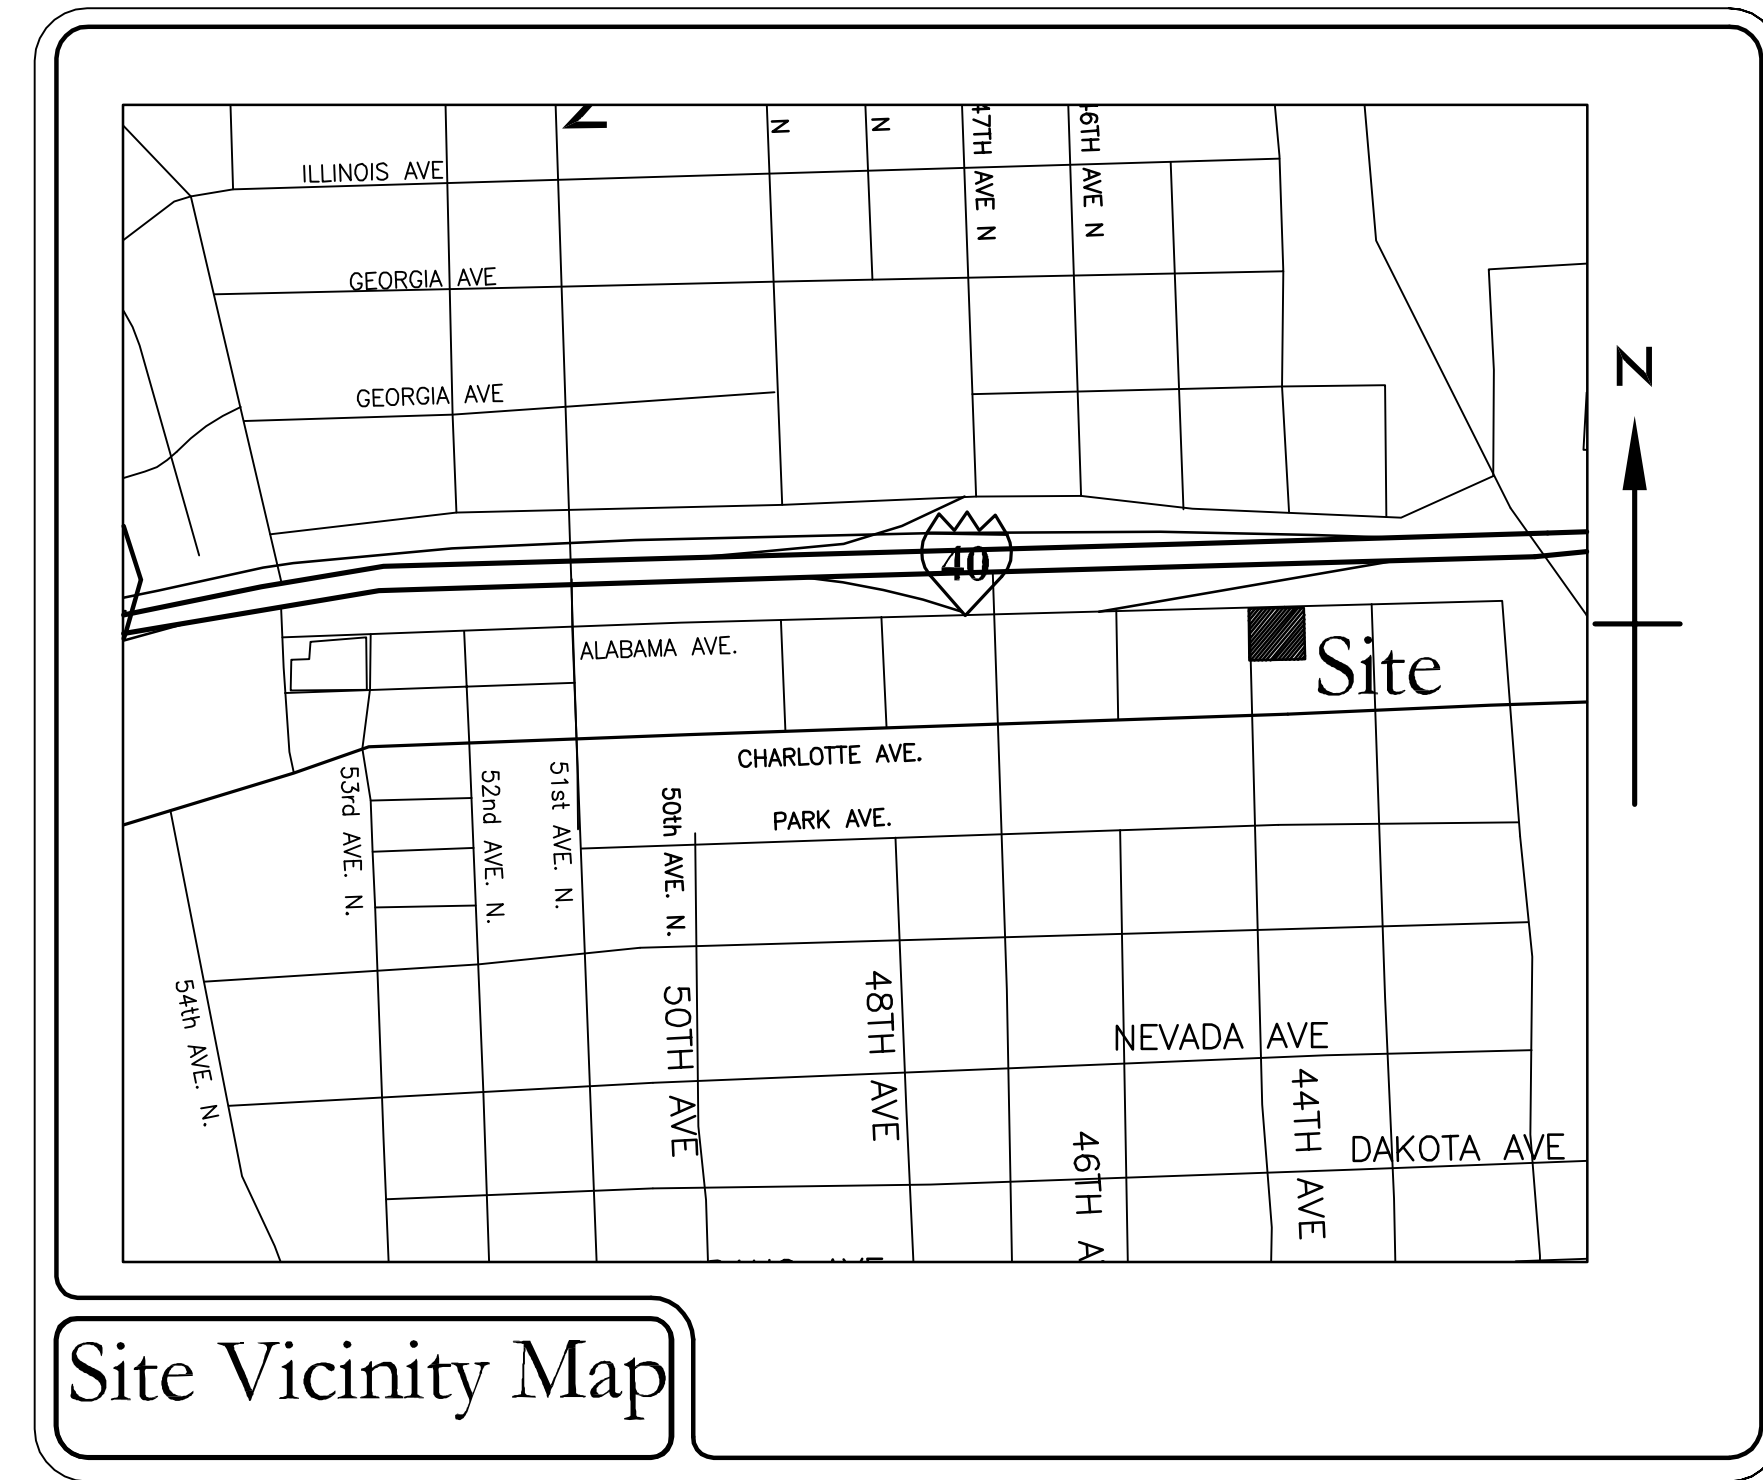 N
N
N
47TH AVE N
6TH AVE N
ILLINOIS AVE
GEORGIA AVE
GEORGIA AVE
N
40
ALABAMA AVE.
Site
CHARLOTTE AVE.
PARK AVE.
53rd AVE. N.
52nd AVE. N.
51st AVE. N.
50th AVE. N.
54th AVE. N.
50TH AVE
48TH AVE
NEVADA AVE
44TH AVE
DAKOTA AVE
46TH A
Site Vicinity Map